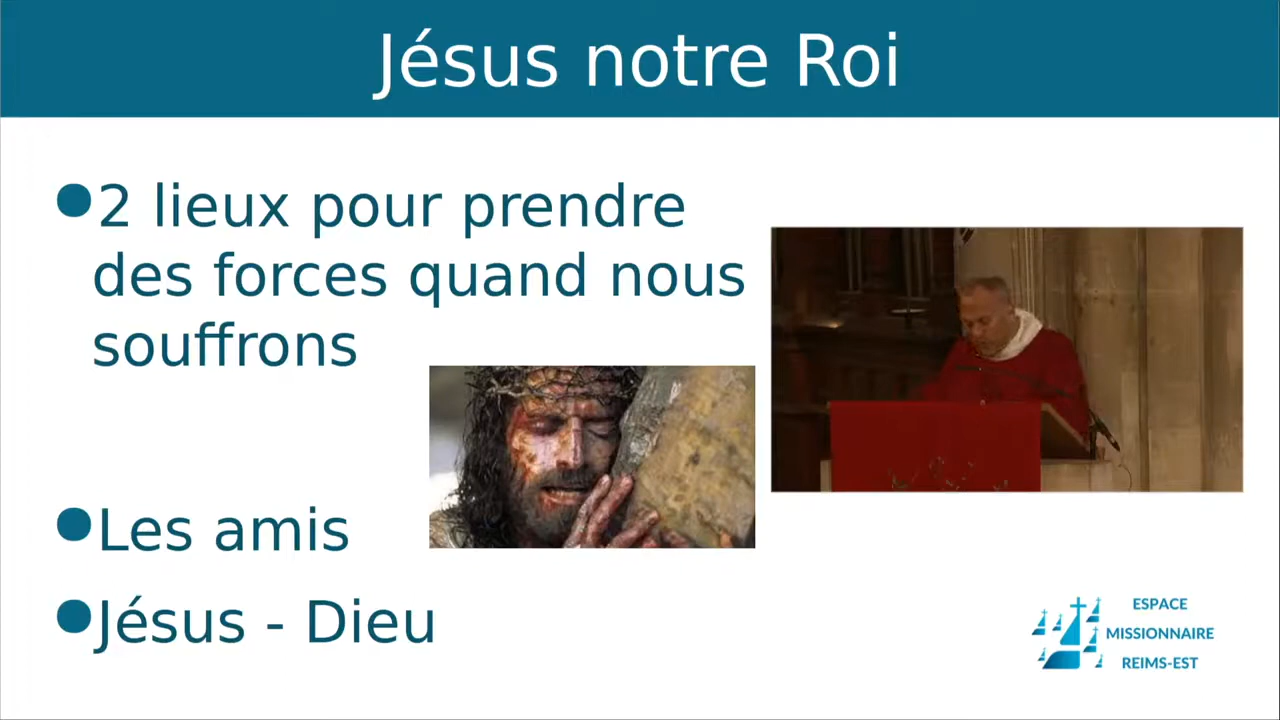 Jésus notre Roi
●2 lieux pour prendre
des forces quand nous
souffrons
●Les amis
●Jésus - Dieu
ESPACE
MISSIONNAIRE
REIMS-EST